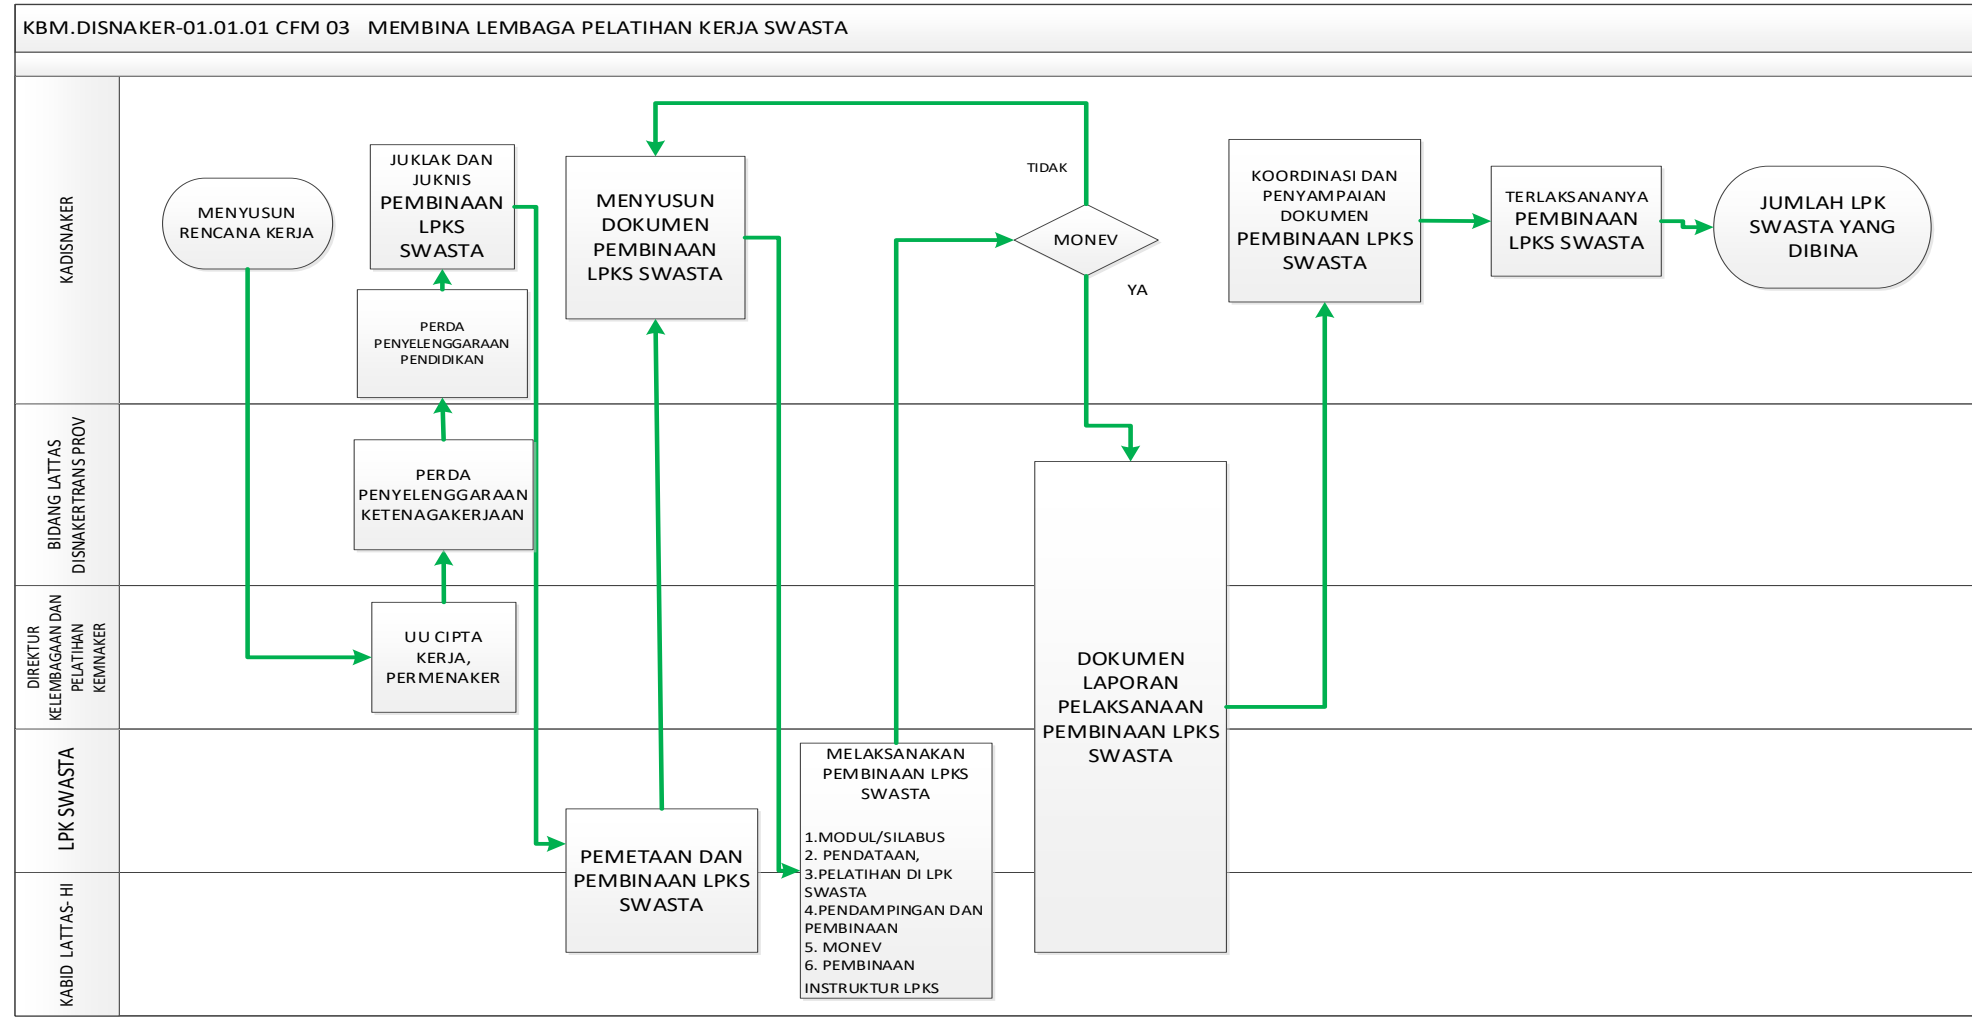 KBM.DISNAKER-01.01.01 CFM 03 MEMBINA LEMBAGA PELATIHAN KERJA SWASTA
KADISNAKER
MENYUSUN
RENCANA KERJA
JUKLAK DAN
JUKNIS
PEMBINAAN
LPKS
SWASTA
PERDA
PENYELENGGARAAN
PENDIDIKAN
MENYUSUN
DOKUMEN
PEMBINAAN
LPKS SWASTA
TIDAK
MONEV
YA
KOORDINASI DAN
PENYAMPAIAN
DOKUMEN
PEMBINAAN LPKS
SWASTA
TERLAKSANANYA
PEMBINAAN
LPKS SWASTA
JUMLAH LPK
SWASTA YANG
DIBINA
BIDANG LATTAS
DISNAKERTRANS PROV
PERDA
PENYELENGGARAAN
KETENAGAKERJAAN
DIREKTUR
KELEMBAGAAN DAN
PELATIHAN
KEMNAKER
UU CIPTA
KERJA,
PERMENAKER
DOKUMEN
LAPORAN
PELAKSANAAN
PEMBINAAN LPKS
SWASTA
LPK SWASTA
PEMETAAN DAN
PEMBINAAN LPKS
SWASTA
MELAKSANAKAN
PEMBINAAN LPKS
SWASTA
1.MODUL/SILABUS
2. PENDATAAN,
3.PELATIHAN DI LPK
SWASTA
4.PENDAMPINGAN DAN
PEMBINAAN
5. MONEV
6. PEMBINAAN
INSTRUKTUR LPKS
KABID LATTAS- HI